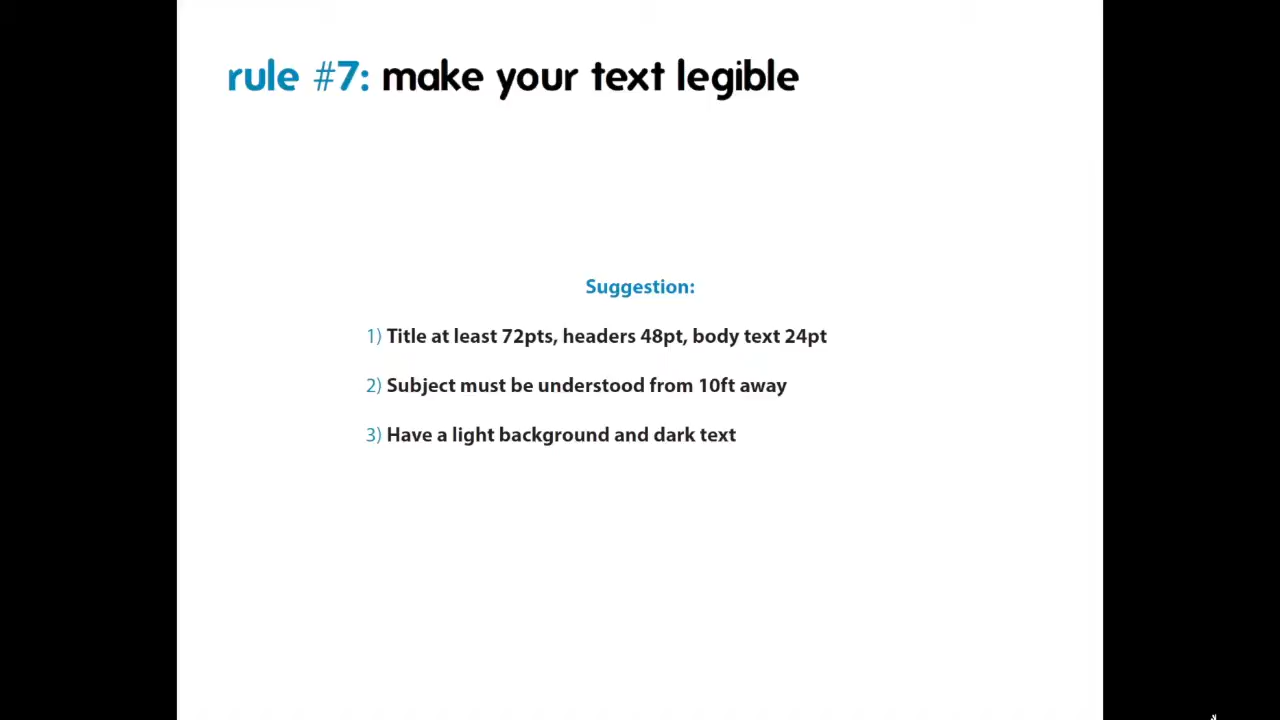 rule #7: make your text legible
Suggestion:
1) Title at least 72pts, headers 48pt, body text 24pt
2) Subject must be understood from 10ft away
3) Have a light background and dark text